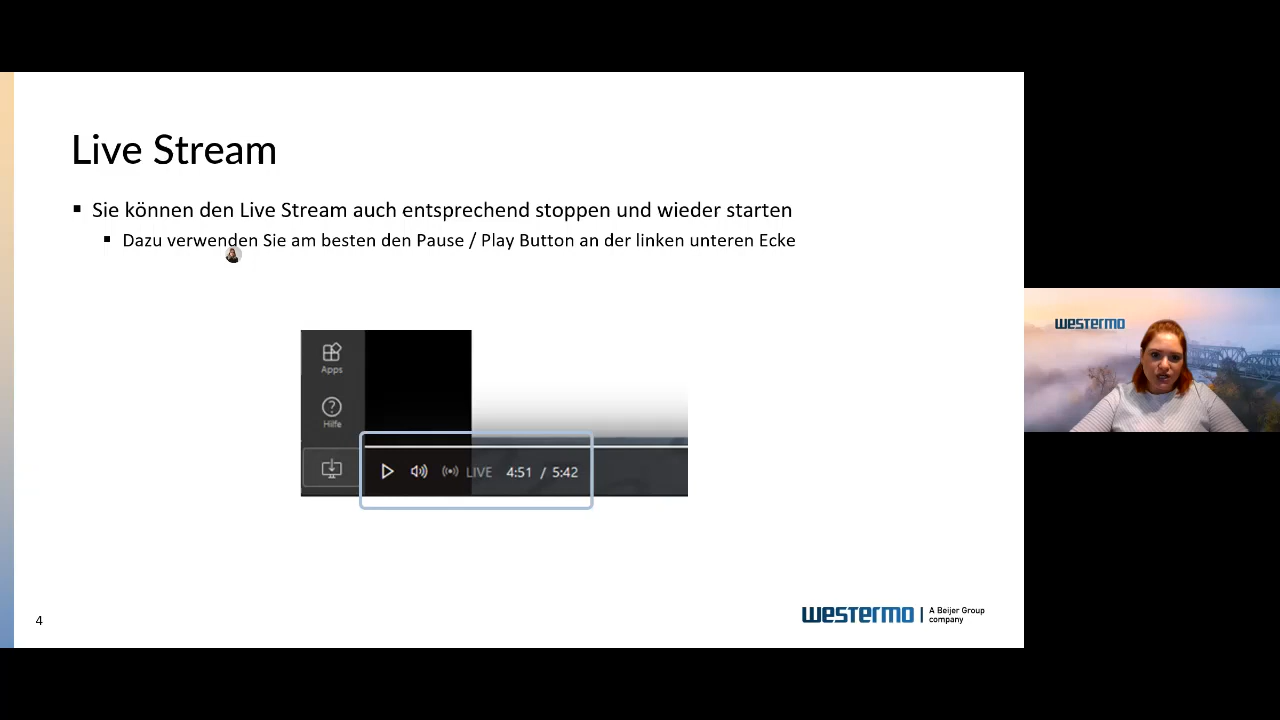 Live Stream
Sie können den Live Stream auch entsprechend stoppen und wieder starten
Dazu verwenden Sie am besten den Pause / Play Button an der linken unteren Ecke
Apps
Hilfe
LIVE 4:51 / 5:42
4
westermo
A Beijer Group
company
westermo